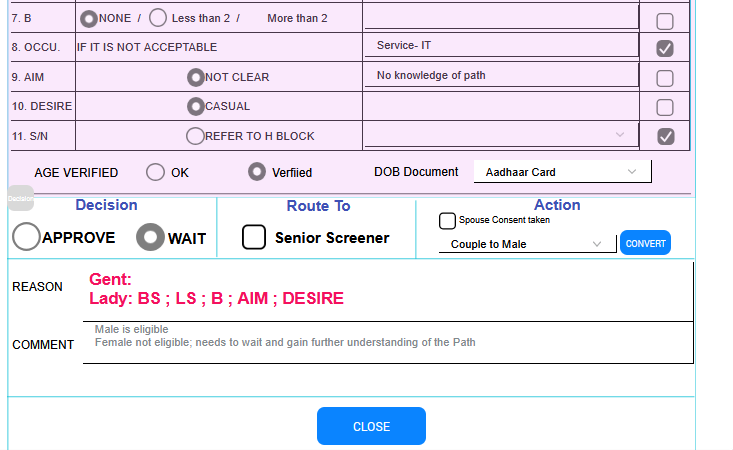 7. B NONE / Less than 2 / More than 2
8. OCCU. IF IT IS NOT ACCEPTABLE Service- IT
9. AIM NOT CLEAR No knowledge of path
10. DESIRE CASUAL
11. S/N REFER TO H BLOCK
AGE VERIFIED OK Verfiied DOB Document Aadhaar Card
Decision
Decision Route To Action
Spouse Consent taken
APPROVE WAIT Senior Screener
Couple to Male CONVERT
REASON
Gent:
Lady: BS ; LS ; B ; AIM ; DESIRE
COMMENT
Male is eligible
Female not eligible; needs to wait and gain further understanding of the Path
CLOSE